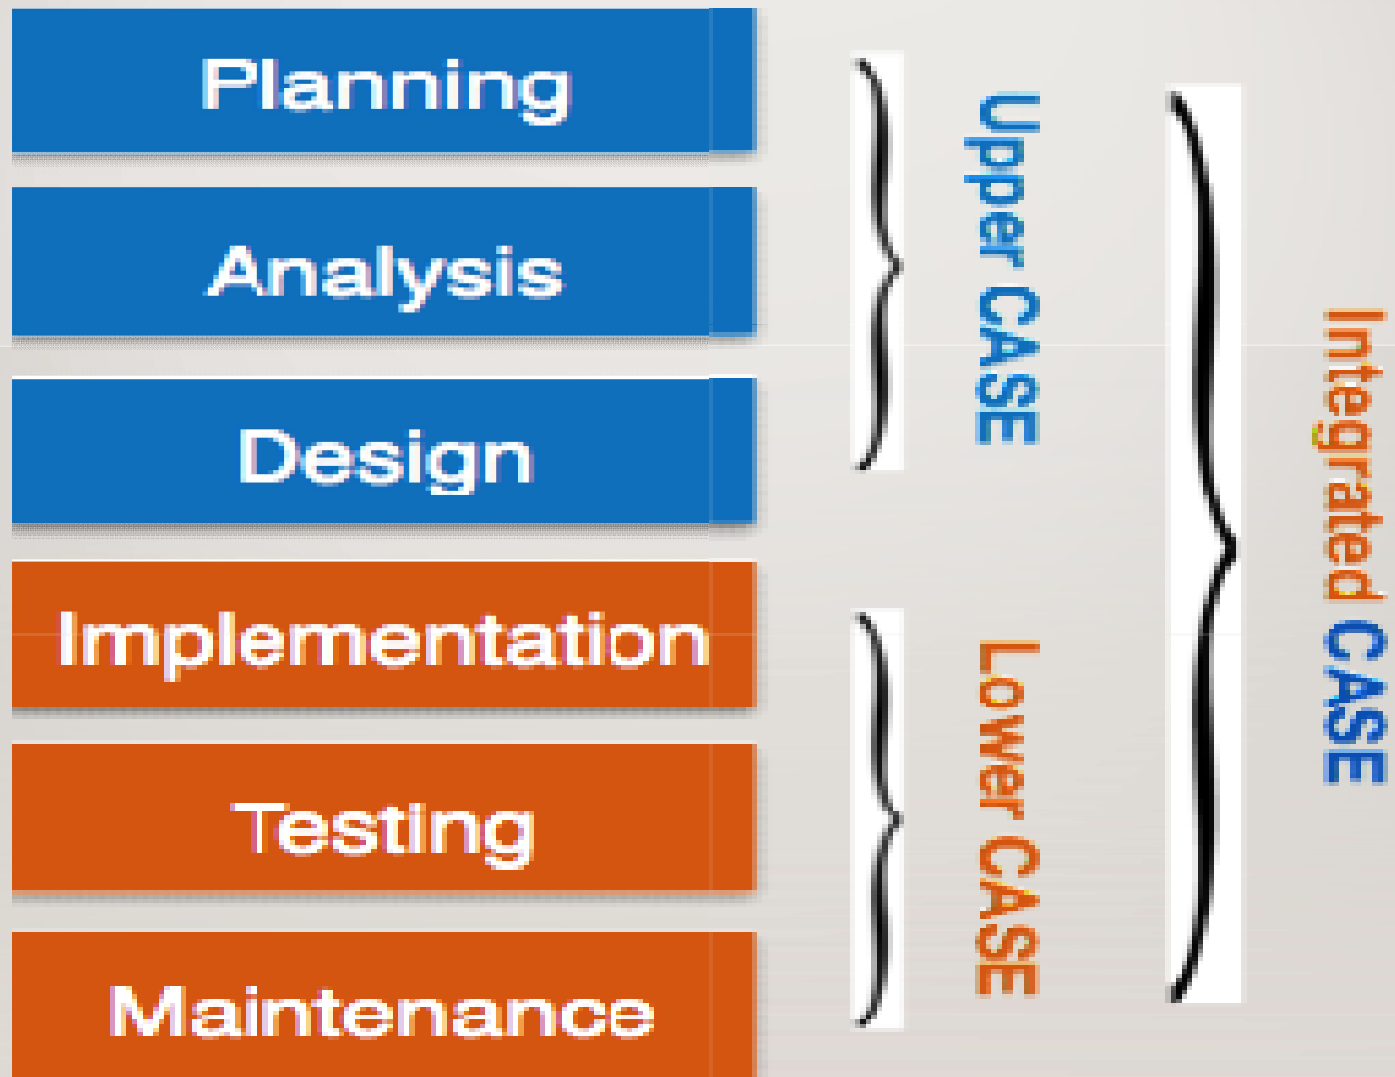 Planning
Analysis
Design
Implementation
Testing
Maintenance
Upper CASE
Lower CASE
Integrated CASE